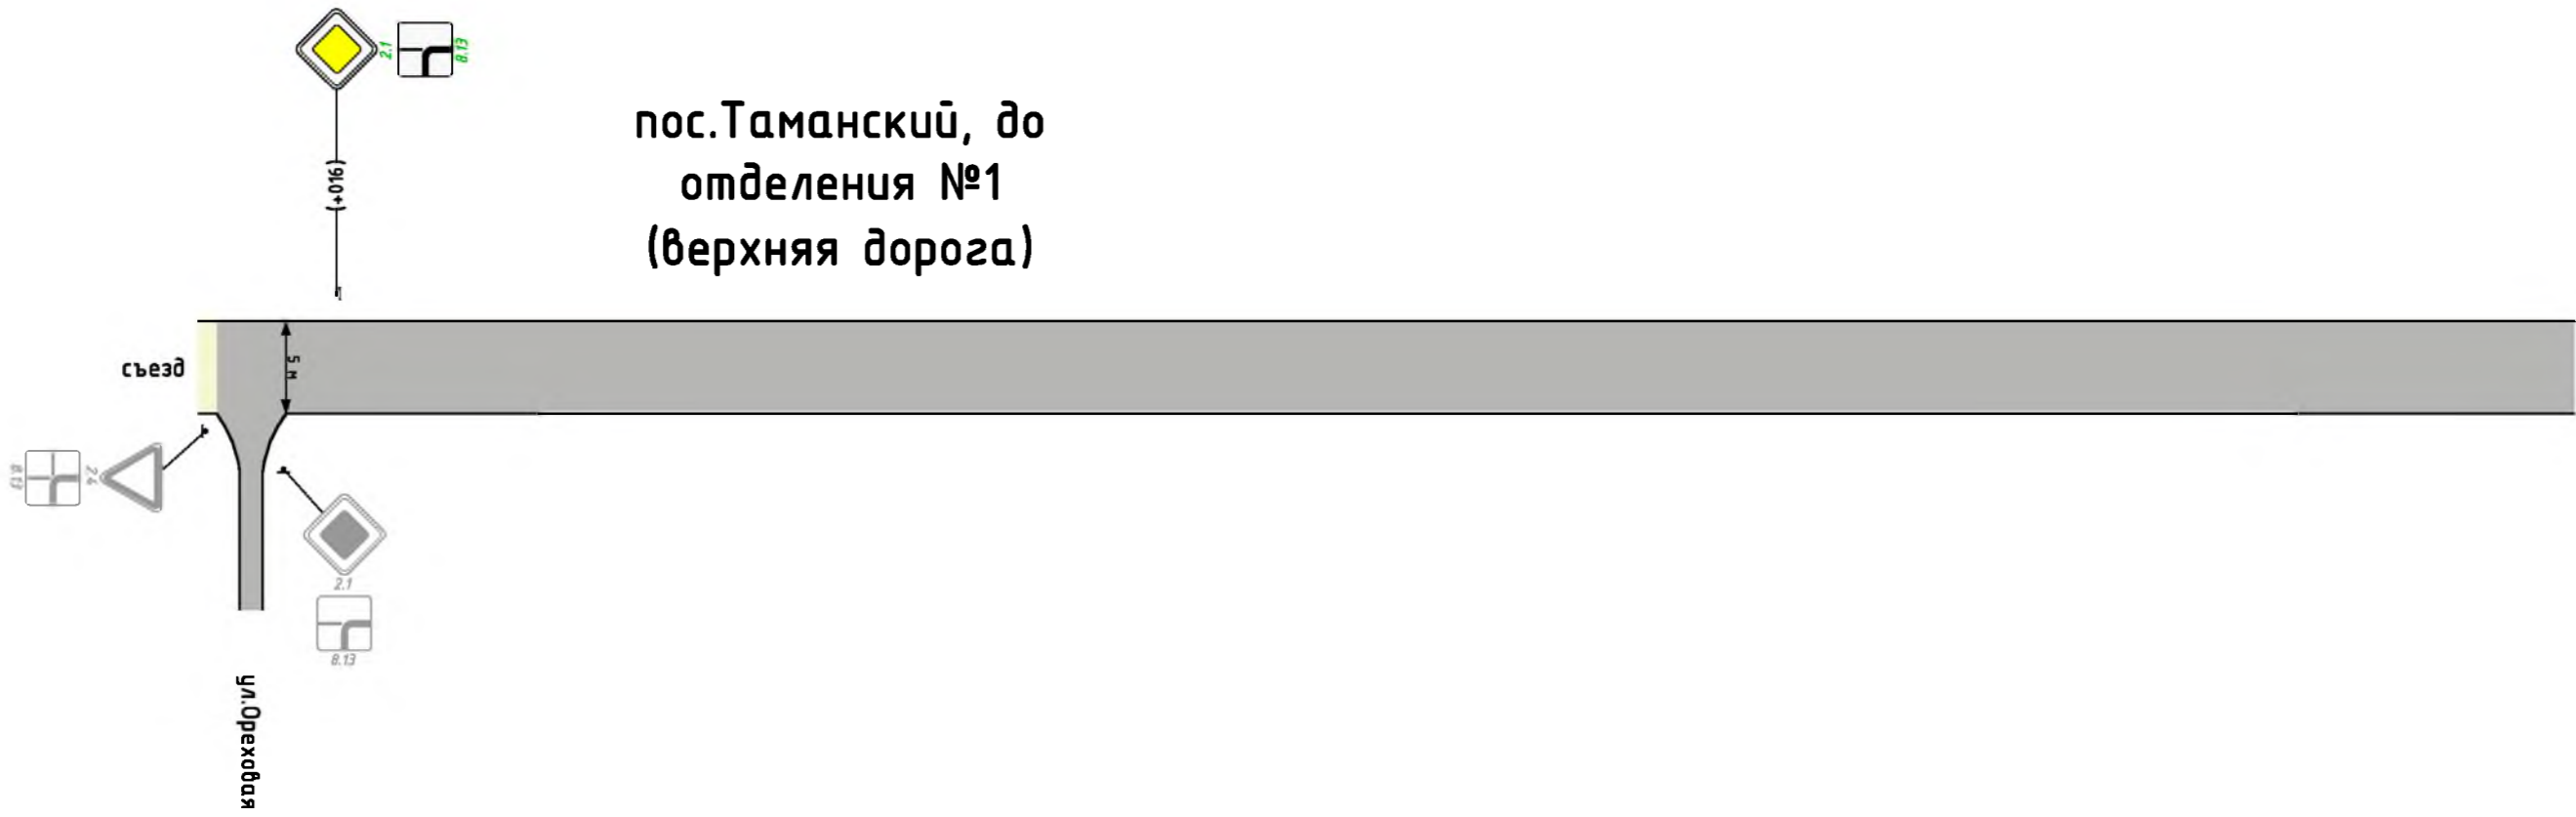 2.1
8.13
(+016)
пос.Таманский, до
отделения №1
(верхняя дорога)
съезд
5 м
8.13
2.4
2.1
8.13
ул.Ореховая